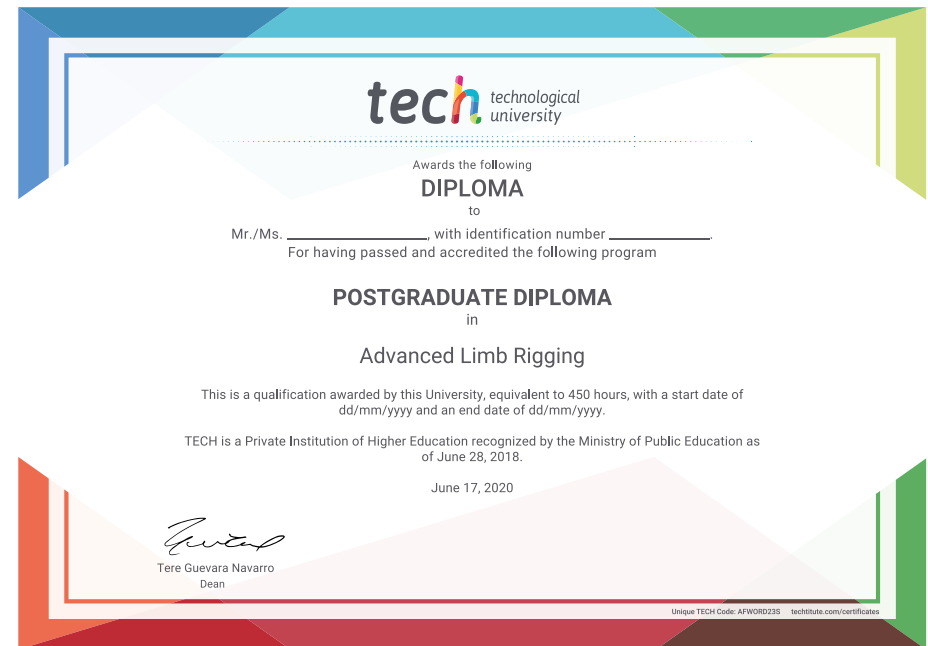 tech technological
university
Awards the following
DIPLOMA
to
Mr./Ms. ____________________, with identification number ______________.
For having passed and accredited the following program
POSTGRADUATE DIPLOMA
in
Advanced Limb Rigging
This is a qualification awarded by this University, equivalent to 450 hours, with a start date of
dd/mm/yyyy and an end date of dd/mm/yyyy.
TECH is a Private Institution of Higher Education recognized by the Ministry of Public Education as
of June 28, 2018.
June 17, 2020
Tere Guevara Navarro
Dean
Unique TECH Code: AFWORD23S techtitute.com/certificates